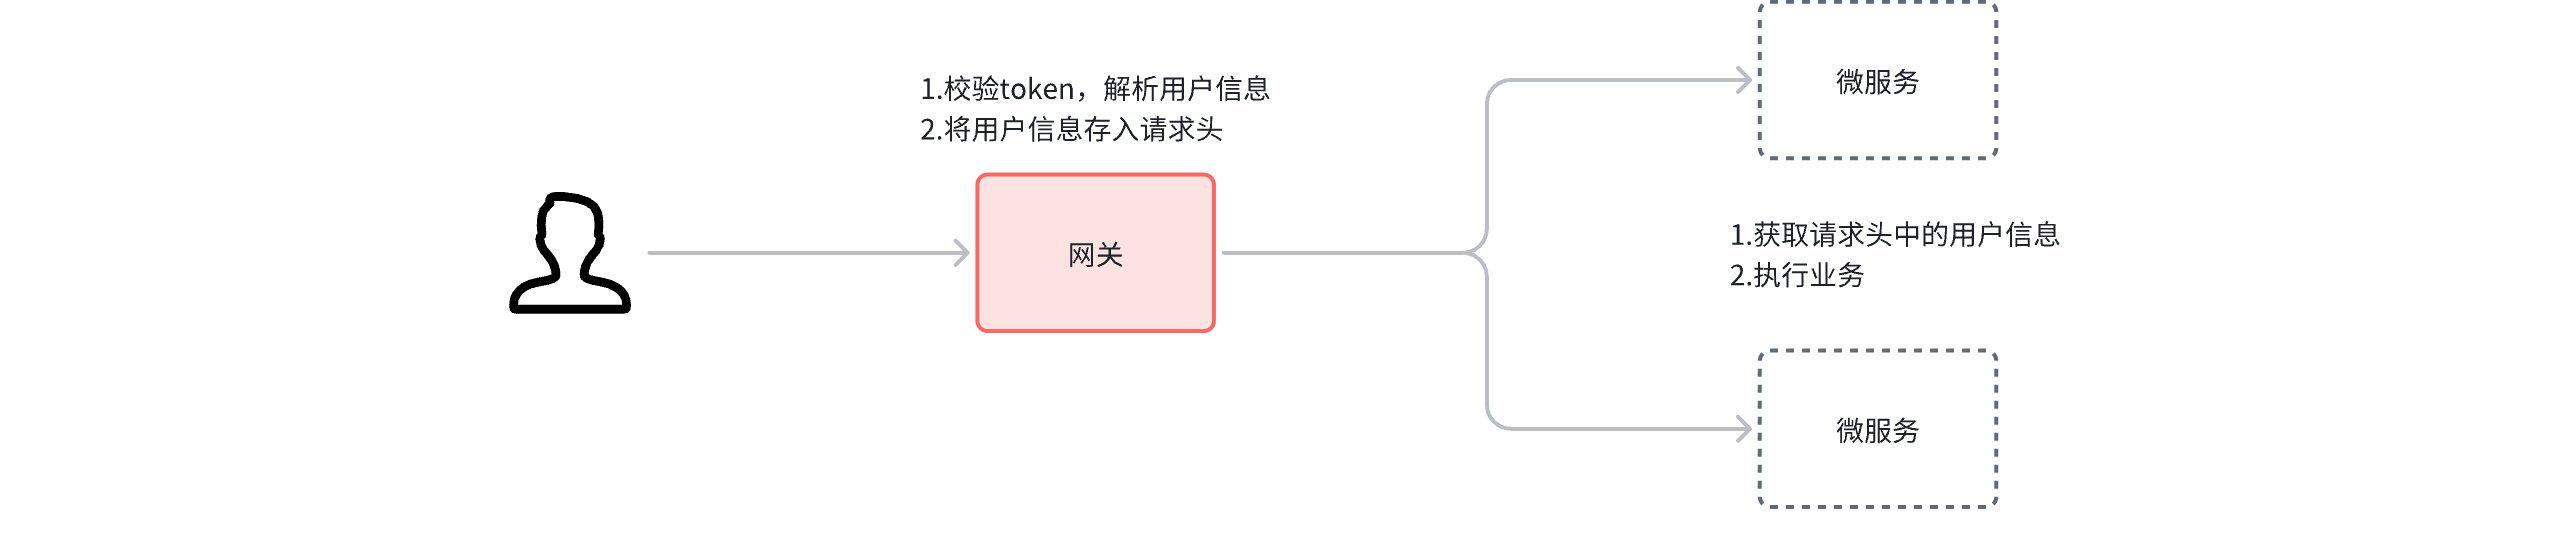 1.校验token，解析用户信息
2.将用户信息存入请求头
网关
微服务
1.获取请求头中的用户信息
2.执行业务
微服务